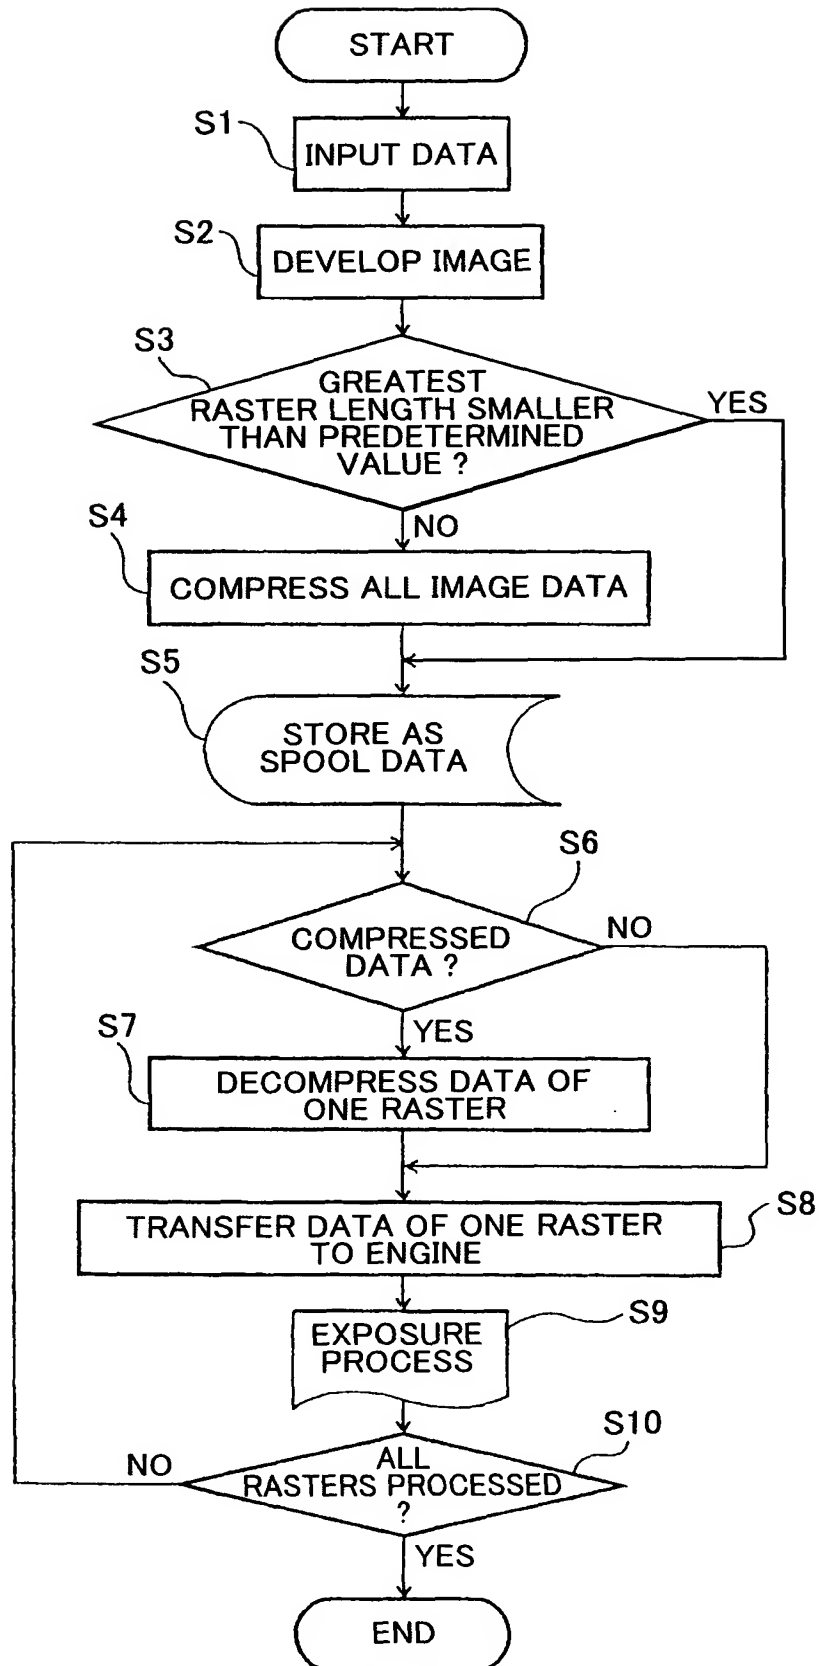 START
S1
INPUT DATA
S2
DEVELOP IMAGE
S3
GREATEST
RASTER LENGTH SMALLER
THAN PREDETERMINED
VALUE ?
YES
NO
S4
COMPRESS ALL IMAGE DATA
S5
STORE AS
SPOOL DATA
S6
COMPRESSED
DATA ?
NO
YES
S7
DECOMPRESS DATA OF
ONE RASTER
S8
TRANSFER DATA OF ONE RASTER
TO ENGINE
S9
EXPOSURE
PROCESS
S10
ALL
RASTERS PROCESSED
?
NO
YES
END